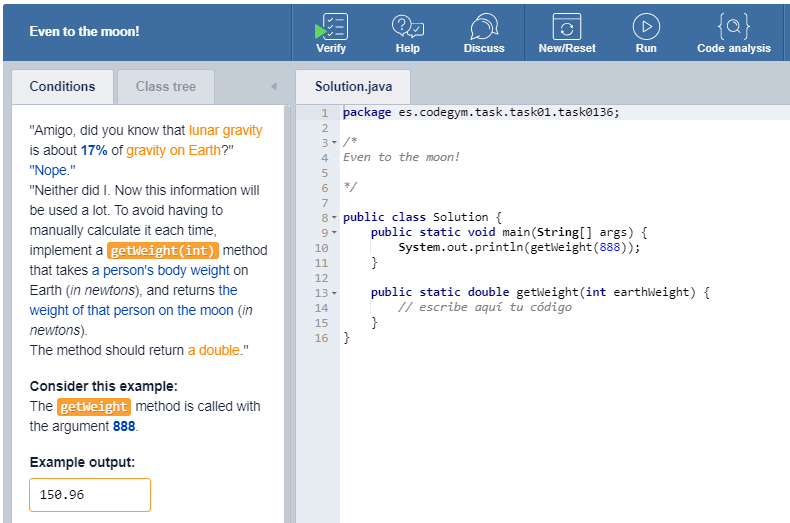 Even to the moon!
Verify
Help
Discuss
New/Reset
Run
Code analysis
Conditions
Class tree
"Amigo, did you know that lunar gravity
is about 17% of gravity on Earth?"
"Nope."
"Neither did I. Now this information will
be used a lot. To avoid having to
manually calculate it each time,
implement a getWeight(int) method
that takes a person's body weight on
Earth (in newtons), and returns the
weight of that person on the moon (in
newtons).
The method should return a double."
Consider this example:
The getWeight method is called with
the argument 888.
Example output:
150.96
Solution.java
1 package es.codegym.task.task01.task0136;
2
3 /*
4 Even to the moon!
5
6 */
7
8 public class Solution {
9     public static void main(String[] args) {
10         System.out.println(getWeight(888));
11     }
12
13     public static double getWeight(int earthWeight) {
14         // escribe aquí tu código
15     }
16 }